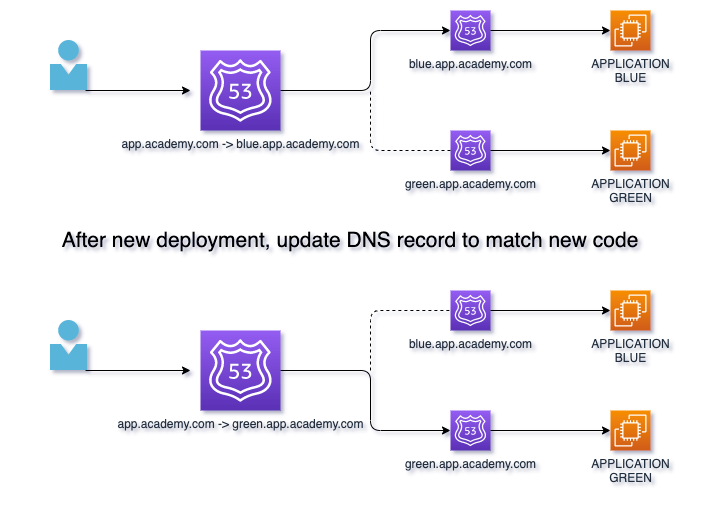 53
blue.app.academy.com
APPLICATION
BLUE
53
app.academy.com -> blue.app.academy.com
53
green.app.academy.com
APPLICATION
GREEN
After new deployment, update DNS record to match new code
53
blue.app.academy.com
APPLICATION
BLUE
53
app.academy.com -> green.app.academy.com
53
green.app.academy.com
APPLICATION
GREEN